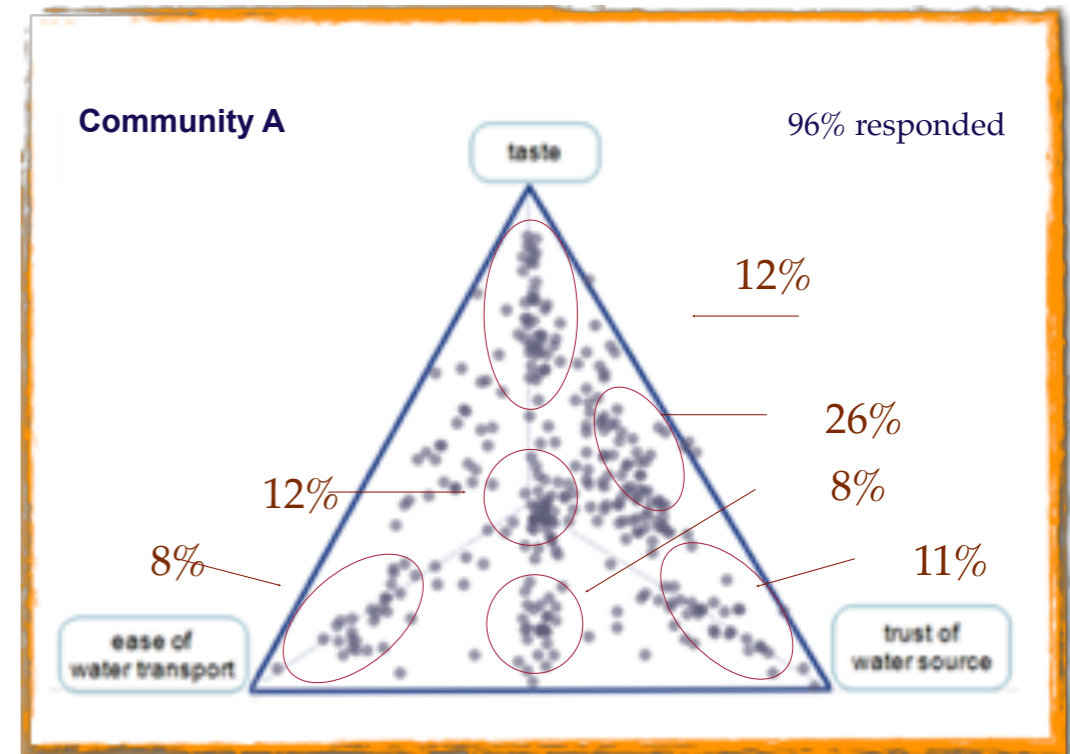 Community A
96% responded
taste
12%
26%
12%
8%
8%
11%
ease of
water transport
trust of
water source